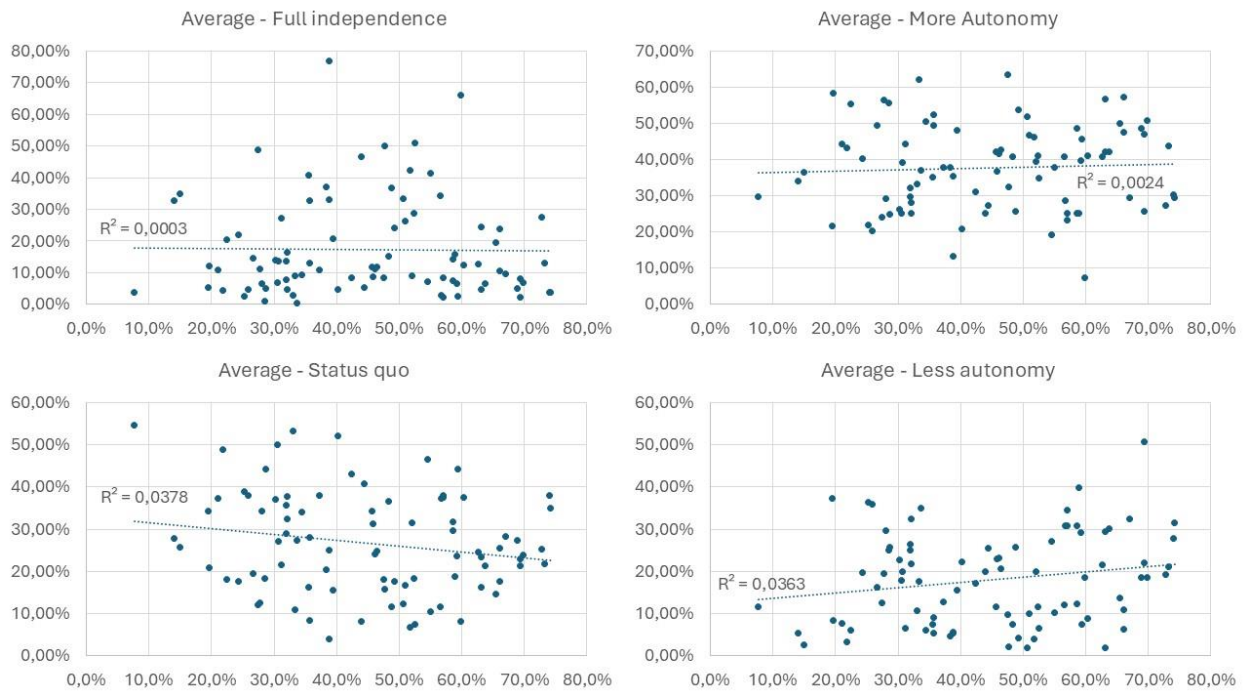 Average - Full independence
80,00%
70,00%
60,00%
50,00%
40,00%
30,00%
20,00%
10,00%
0,00%
R² = 0,0003
0,0% 10,0% 20,0% 30,0% 40,0% 50,0% 60,0% 70,0% 80,0%
Average - More Autonomy
70,00%
60,00%
50,00%
40,00%
30,00%
20,00%
10,00%
0,00%
R² = 0,0024
0,0% 10,0% 20,0% 30,0% 40,0% 50,0% 60,0% 70,0% 80,0%
Average - Status quo
60,00%
50,00%
40,00%
30,00%
20,00%
10,00%
0,00%
R² = 0,0378
0,0% 10,0% 20,0% 30,0% 40,0% 50,0% 60,0% 70,0% 80,0%
Average - Less autonomy
60,00%
50,00%
40,00%
30,00%
20,00%
10,00%
0,00%
R² = 0,0363
0,0% 10,0% 20,0% 30,0% 40,0% 50,0% 60,0% 70,0% 80,0%